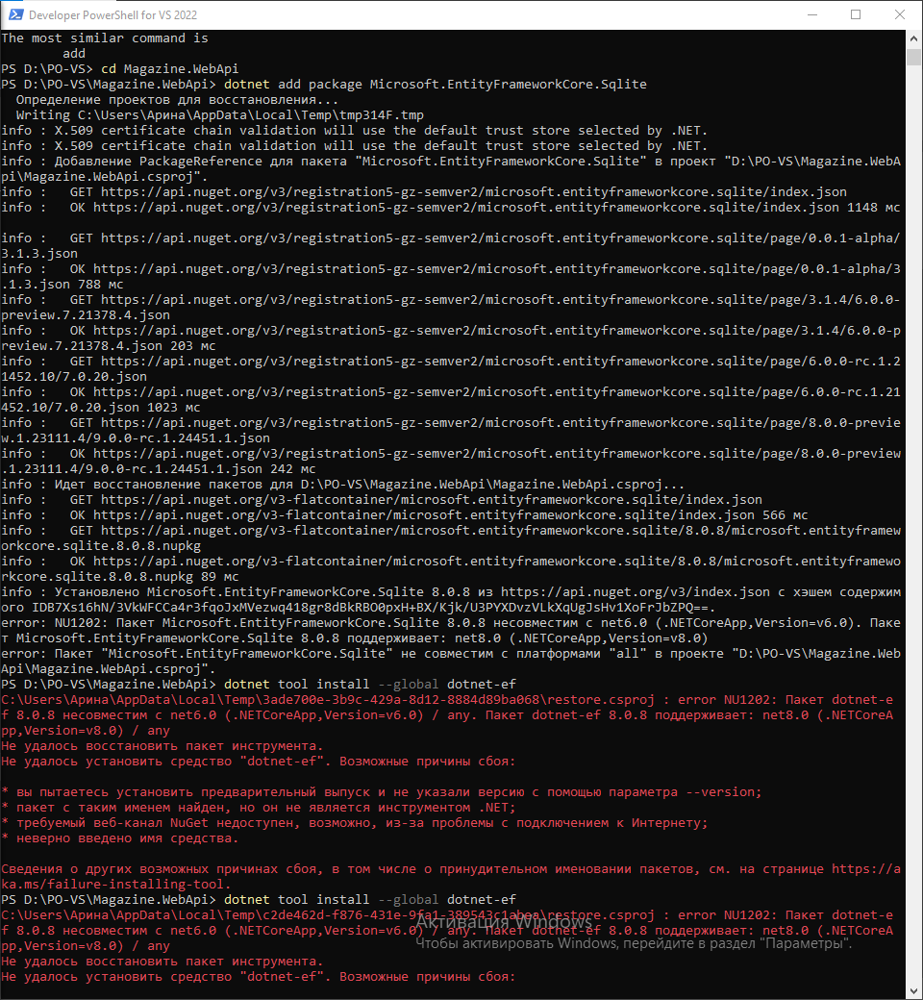 Developer PowerShell for VS 2022
The most similar command is
add
PS D:\PO-VS> cd Magazine.WebApi
PS D:\PO-VS\Magazine.WebApi> dotnet add package Microsoft.EntityFrameworkCore.Sqlite
Определение проектов для восстановления...
Writing C:\Users\Арина\AppData\Local\Temp\tmp314F.tmp
info : X.509 certificate chain validation will use the default trust store selected by .NET.
info : X.509 certificate chain validation will use the default trust store selected by .NET.
info : Добавление PackageReference для пакета "Microsoft.EntityFrameworkCore.Sqlite" в проект "D:\PO-VS\Magazine.WebA
pi\Magazine.WebApi.csproj".
info :   GET https://api.nuget.org/v3/registration5-gz-semver2/microsoft.entityframeworkcore.sqlite/index.json
info :   OK https://api.nuget.org/v3/registration5-gz-semver2/microsoft.entityframeworkcore.sqlite/index.json 1148 мс
info :   GET https://api.nuget.org/v3/registration5-gz-semver2/microsoft.entityframeworkcore.sqlite/page/0.0.1-alpha/
3.1.3.json
info :   OK https://api.nuget.org/v3/registration5-gz-semver2/microsoft.entityframeworkcore.sqlite/page/0.0.1-alpha/3
.1.3.json 788 мс
info :   GET https://api.nuget.org/v3/registration5-gz-semver2/microsoft.entityframeworkcore.sqlite/page/3.1.4/6.0.0-
preview.7.21378.4.json
info :   OK https://api.nuget.org/v3/registration5-gz-semver2/microsoft.entityframeworkcore.sqlite/page/3.1.4/6.0.0-p
review.7.21378.4.json 203 мс
info :   GET https://api.nuget.org/v3/registration5-gz-semver2/microsoft.entityframeworkcore.sqlite/page/6.0.0-rc.1.2
1452.10/7.0.20.json
info :   OK https://api.nuget.org/v3/registration5-gz-semver2/microsoft.entityframeworkcore.sqlite/page/6.0.0-rc.1.21
452.10/7.0.20.json 1023 мс
info :   GET https://api.nuget.org/v3/registration5-gz-semver2/microsoft.entityframeworkcore.sqlite/page/8.0.0-previe
w.1.23111.4/9.0.0-rc.1.24451.1.json
info :   OK https://api.nuget.org/v3/registration5-gz-semver2/microsoft.entityframeworkcore.sqlite/page/8.0.0-preview
.1.23111.4/9.0.0-rc.1.24451.1.json 242 мс
info : Идет восстановление пакетов для D:\PO-VS\Magazine.WebApi\Magazine.WebApi.csproj...
info :   GET https://api.nuget.org/v3-flatcontainer/microsoft.entityframeworkcore.sqlite/index.json
info :   OK https://api.nuget.org/v3-flatcontainer/microsoft.entityframeworkcore.sqlite/index.json 566 мс
info :   GET https://api.nuget.org/v3-flatcontainer/microsoft.entityframeworkcore.sqlite/8.0.8/microsoft.entityframew
orkcore.sqlite.8.0.8.nupkg
info :   OK https://api.nuget.org/v3-flatcontainer/microsoft.entityframeworkcore.sqlite/8.0.8/microsoft.entityframewo
rkcore.sqlite.8.0.8.nupkg 89 мс
info : Установлено Microsoft.EntityFrameworkCore.Sqlite 8.0.8 из https://api.nuget.org/v3/index.json с хэшем содержим
ого IDB7Xs16hN/3VkWFCCa4r3fqoJxMVezwq418gr8dBkRBO0pxH+BX/Kjk/U3PYXDvzVLkXqUgJsHv1XoFrJbZPQ==.
error: NU1202: Пакет Microsoft.EntityFrameworkCore.Sqlite 8.0.8 несовместим с net6.0 (.NETCoreApp,Version=v6.0). Паке
т Microsoft.EntityFrameworkCore.Sqlite 8.0.8 поддерживает: net8.0 (.NETCoreApp,Version=v8.0)
error: Пакет "Microsoft.EntityFrameworkCore.Sqlite" не совместим с платформами "all" в проекте "D:\PO-VS\Magazine.Web
Api\Magazine.WebApi.csproj".
PS D:\PO-VS\Magazine.WebApi> dotnet tool install --global dotnet-ef
C:\Users\Арина\AppData\Local\Temp\3ade700e-3b9c-429a-8d12-8884d89ba068\restore.csproj : error NU1202: Пакет dotnet-e
f 8.0.8 несовместим с net6.0 (.NETCoreApp,Version=v6.0) / any. Пакет dotnet-ef 8.0.8 поддерживает: net8.0 (.NETCoreA
pp,Version=v8.0) / any
Не удалось восстановить пакет инструмента.
Не удалось установить средство "dotnet-ef". Возможные причины сбоя:
* вы пытаетесь установить предварительный выпуск и не указали версию с помощью параметра --version;
* пакет с таким именем найден, но он не является инструментом .NET;
* требуемый веб-канал NuGet недоступен, возможно, из-за проблемы с подключением к Интернету;
* неверно введено имя средства.
Сведения о других возможных причинах сбоя, в том числе о принудительном именовании пакетов, см. на странице https://a
ka.ms/failure-installing-tool.
PS D:\PO-VS\Magazine.WebApi> dotnet tool install --global dotnet-ef
C:\Users\Арина\AppData\Local\Temp\c2de462d-f876-431e-9fa1-389543c1abea\restore.csproj : error NU1202: Пакет dotnet-e
f 8.0.8 несовместим с net6.0 (.NETCoreApp,Version=v6.0) / any. Пакет dotnet-ef 8.0.8 поддерживает: net8.0 (.NETCoreA
pp,Version=v8.0) / any
Не удалось восстановить пакет инструмента.
Не удалось установить средство "dotnet-ef". Возможные причины сбоя:
Активация Windows
Чтобы активировать Windows, перейдите в раздел "Параметры".